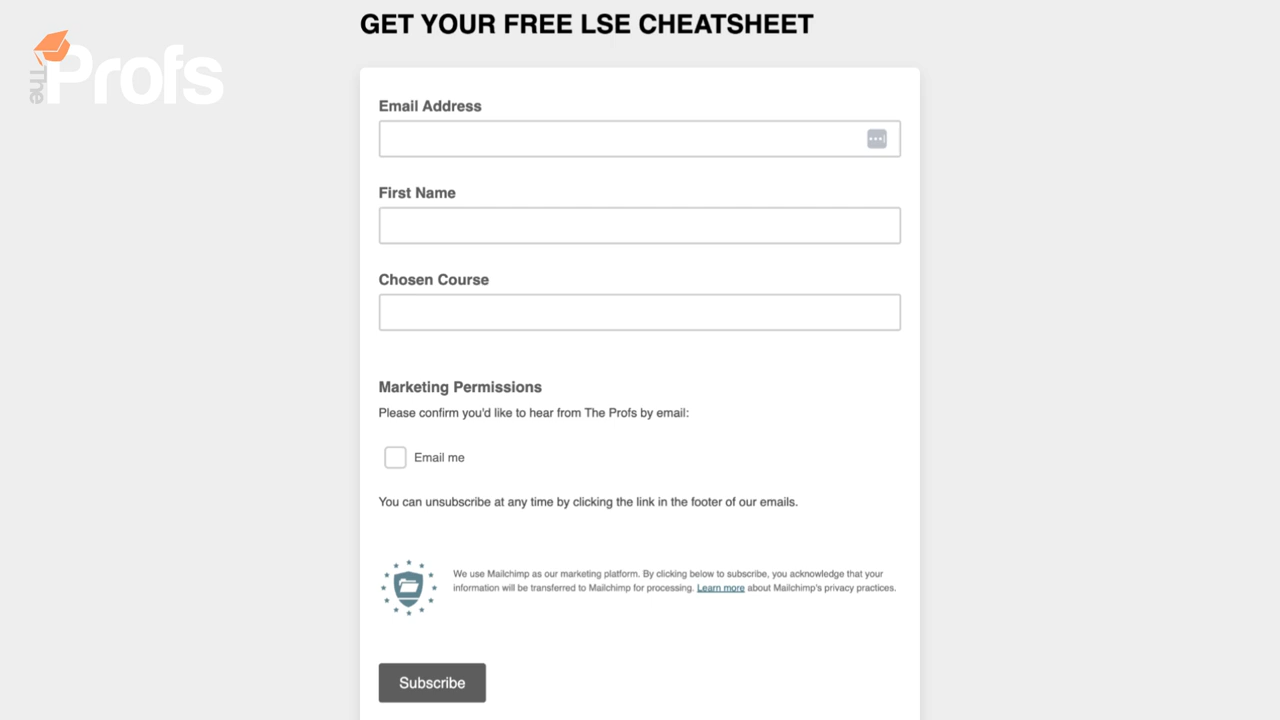 GET YOUR FREE LSE CHEATSHEET
The Profs
Email Address
First Name
Chosen Course
Marketing Permissions
Please confirm you'd like to hear from The Profs by email:
Email me
You can unsubscribe at any time by clicking the link in the footer of our emails.
We use Mailchimp as our marketing platform. By clicking below to subscribe, you acknowledge that your
information will be transferred to Mailchimp for processing. Learn more about Mailchimp's privacy practices.
Subscribe